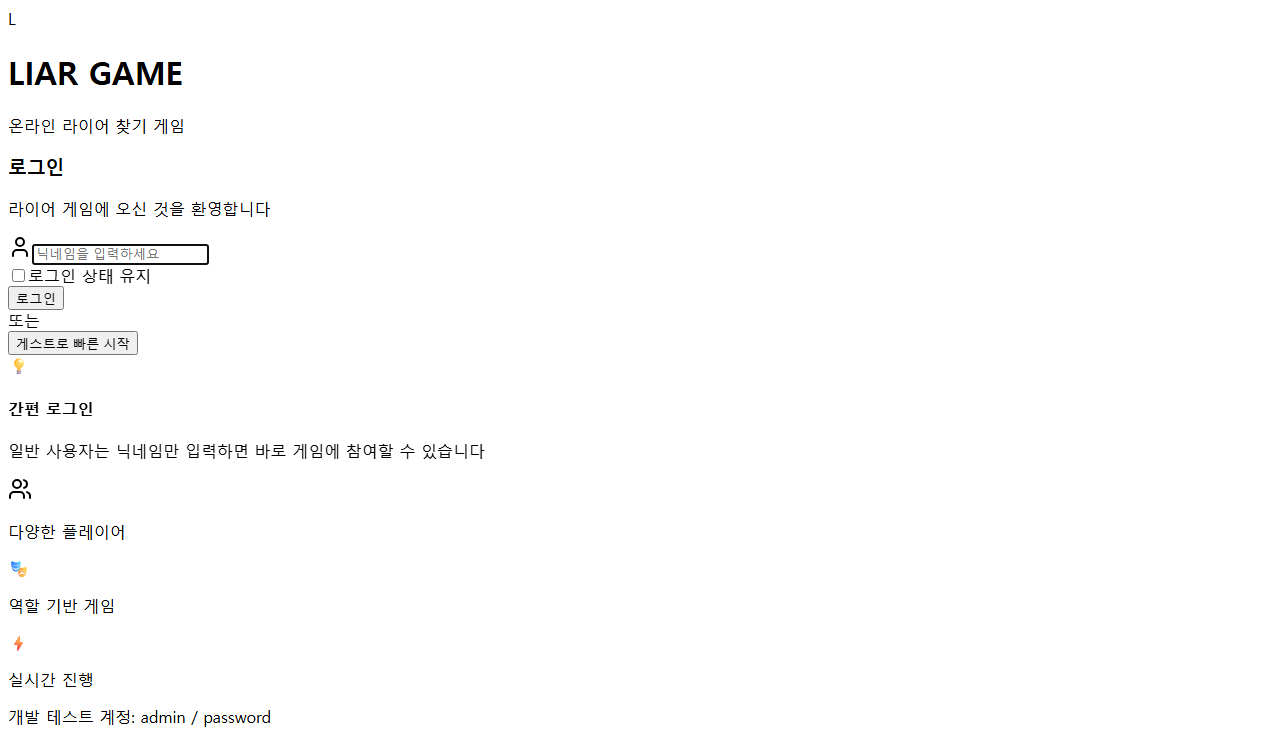 L
LIAR GAME
온라인 라이어 찾기 게임
로그인
라이어 게임에 오신 것을 환영합니다
닉네임을 입력하세요
로그인 상태 유지
로그인
또는
게스트로 빠른 시작
간편 로그인
일반 사용자는 닉네임만 입력하면 바로 게임에 참여할 수 있습니다
다양한 플레이어
역할 기반 게임
실시간 진행
개발 테스트 계정: admin / password